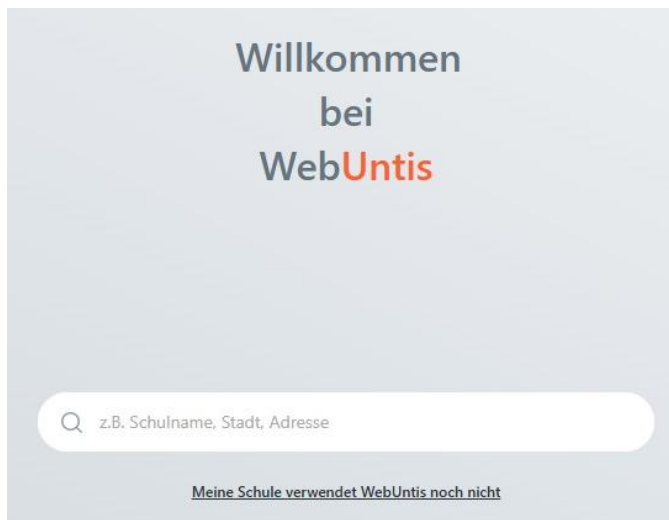 Willkommen
bei
WebUntis
z.B. Schulname, Stadt, Adresse
Meine Schule verwendet WebUntis noch nicht